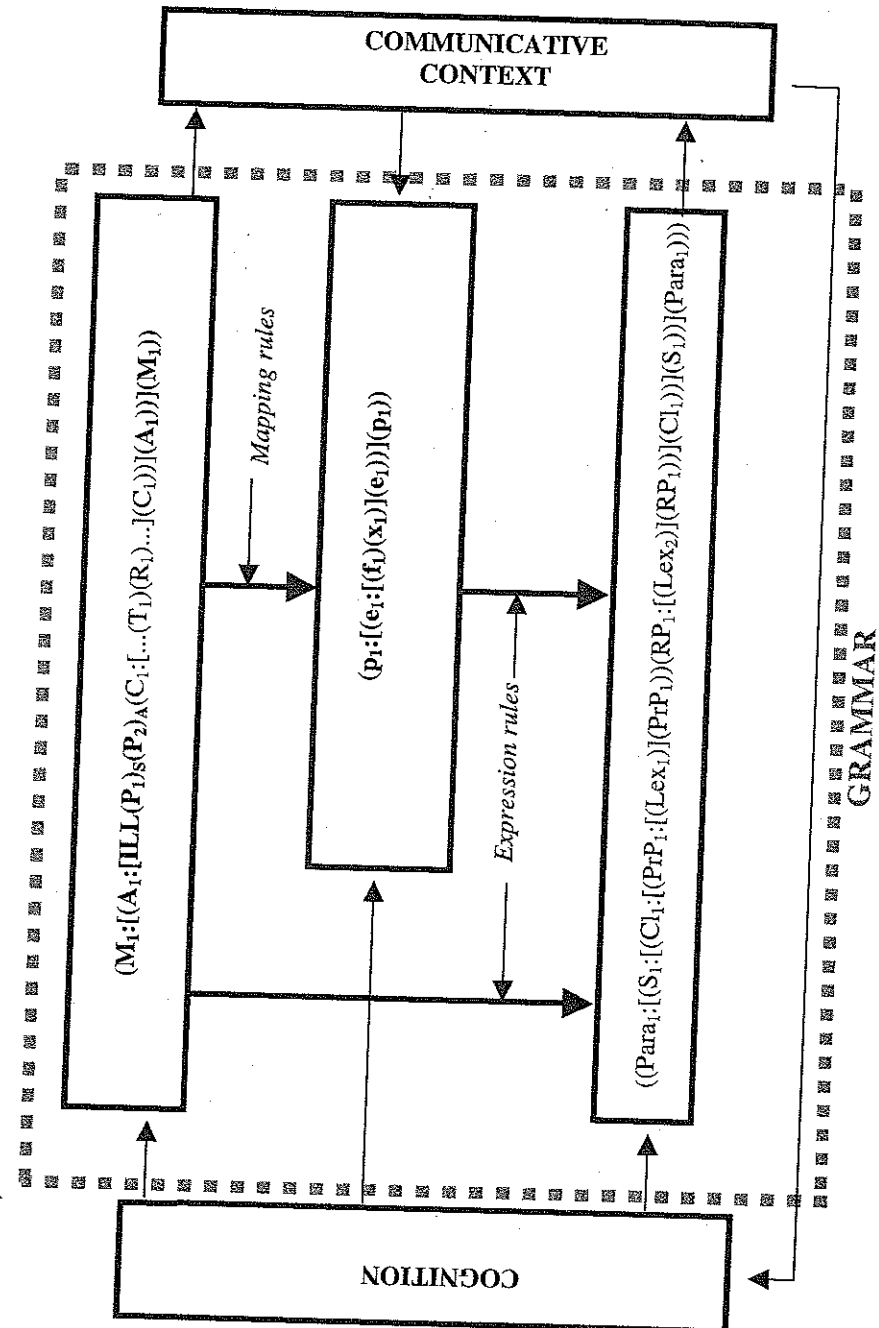 COMMUNICATIVE
CONTEXT
(M₁:[(A₁:[ILL(P₁)S(P₂)A(C₁:[...(T₁)(R₁)...](C₁))](A₁))](M₁))
Mapping rules
(p₁:[(e₁:[(f₁)(x₁)](e₁))](p₁))
Expression rules
((Para₁:[(S₁:[(Cl₁:[(PrP₁:[(Lex₁)](PrP₁))(RP₁:[(Lex₂)](RP₁))](Cl₁))](S₁))](Para₁)))
GRAMMAR
COGNITION